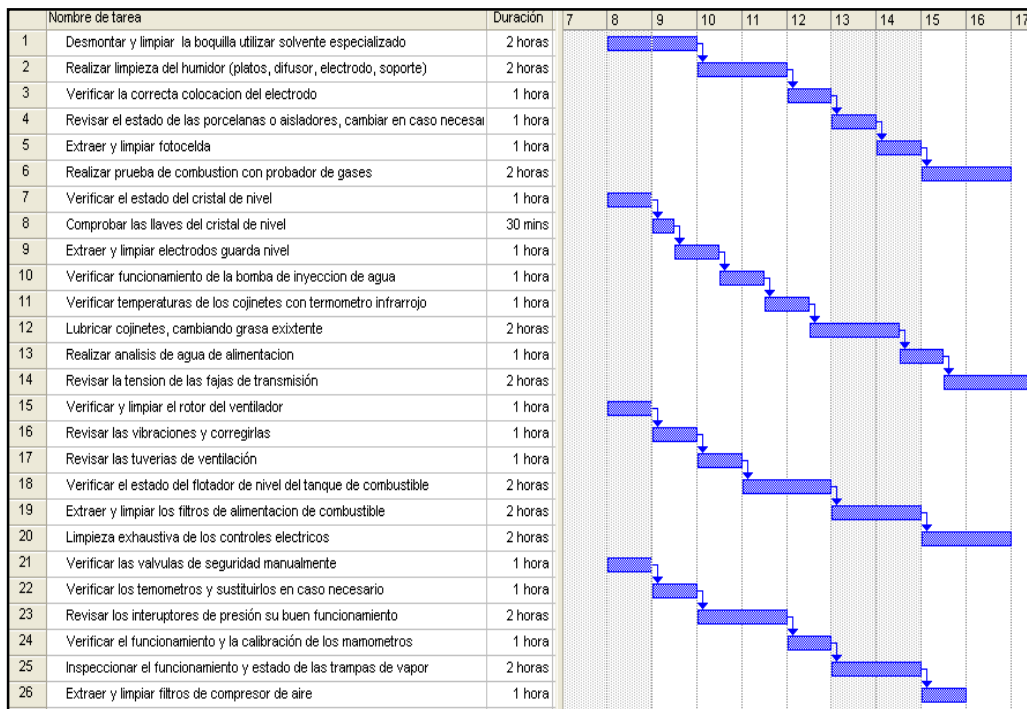 Nombre de tarea Duración 7 8 9 10 11 12 13 14 15 16 17
1 Desmontar y limpiar la boquilla utilizar solvente especializado 2 horas
2 Realizar limpieza del humidor (platos, difusor, electrodo, soporte) 2 horas
3 Verificar la correcta colocacion del electrodo 1 hora
4 Revisar el estado de las porcelanas o aisladores, cambiar en caso necesar 1 hora
5 Extraer y limpiar fotocelda 1 hora
6 Realizar prueba de combustion con probador de gases 2 horas
7 Verificar el estado del cristal de nivel 1 hora
8 Comprobar las llaves del cristal de nivel 30 mins
9 Extraer y limpiar electrodos guarda nivel 1 hora
10 Verificar funcionamiento de la bomba de inyeccion de agua 1 hora
11 Verificar temperaturas de los cojinetes con termometro infrarrojo 1 hora
12 Lubricar cojinetes, cambiando grasa exixtente 2 horas
13 Realizar analisis de agua de alimentacion 1 hora
14 Revisar la tension de las fajas de transmisión 2 horas
15 Verificar y limpiar el rotor del ventilador 1 hora
16 Revisar las vibraciones y corregirlas 1 hora
17 Revisar las tuverias de ventilación 1 hora
18 Verificar el estado del flotador de nivel del tanque de combustible 2 horas
19 Extraer y limpiar los filtros de alimentacion de combustible 2 horas
20 Limpieza exhaustiva de los controles electricos 2 horas
21 Verificar las valvulas de seguridad manualmente 1 hora
22 Verificar los temometros y sustituirlos en caso necesario 1 hora
23 Revisar los interuptores de presión su buen funcionamiento 2 horas
24 Verificar el funcionamiento y la calibración de los mamometros 1 hora
25 Inspeccionar el funcionamiento y estado de las trampas de vapor 2 horas
26 Extraer y limpiar filtros de compresor de aire 1 hora